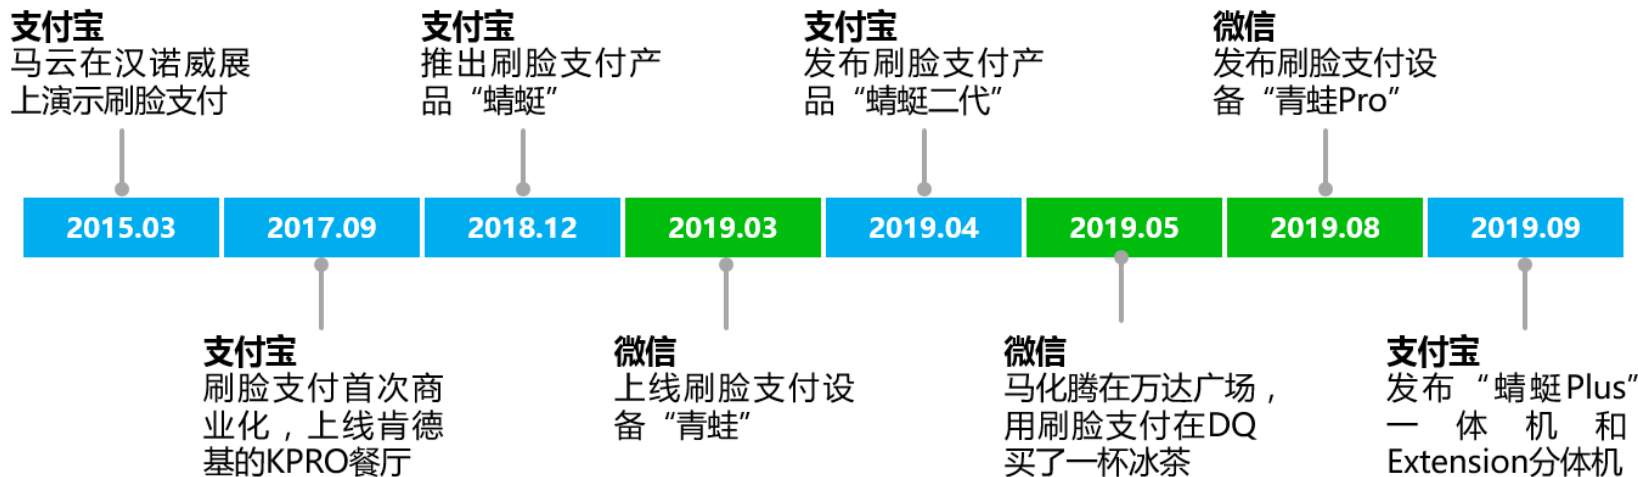 支付宝
马云在汉诺威展
上演示刷脸支付
支付宝
推出刷脸支付产
品“蜻蜓”
支付宝
发布刷脸支付产
品“蜻蜓二代”
微信
发布刷脸支付设
备“青蛙Pro”
2015.03
2017.09
2018.12
2019.03
2019.04
2019.05
2019.08
2019.09
支付宝
刷脸支付首次商
业化，上线肯德
基的KPRO餐厅
微信
上线刷脸支付设
备“青蛙”
微信
马化腾在万达广场，
用刷脸支付在DQ
买了一杯冰茶
支付宝
发布“蜻蜓Plus”
一体机和
Extension分体机